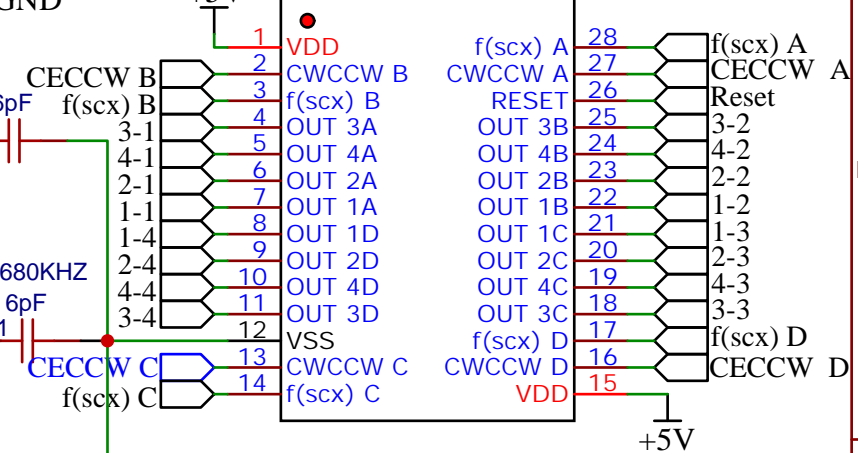 GND
+5V
1 VDD f(scx) A 28 f(scx) A
CECCW B 2 CWCCW B CWCCW A 27 CECCW A
f(scx) B 3 f(scx) B RESET 26 Reset
6pF
3-1 4 OUT 3A OUT 3B 25 3-2
4-1 5 OUT 4A OUT 4B 24 4-2
2-1 6 OUT 2A OUT 2B 23 2-2
1-1 7 OUT 1A OUT 1B 22 1-2
1-4 8 OUT 1D OUT 1C 21 1-3
2-4 9 OUT 2D OUT 2C 20 2-3
680KHZ
4-4 10 OUT 4D OUT 4C 19 4-3
6pF
3-4 11 OUT 3D OUT 3C 18 3-3
1
12 VSS f(scx) D 17 f(scx) D
CECCW C 13 CWCCW C CWCCW D 16 CECCW D
f(scx) C 14 f(scx) C VDD 15
+5V